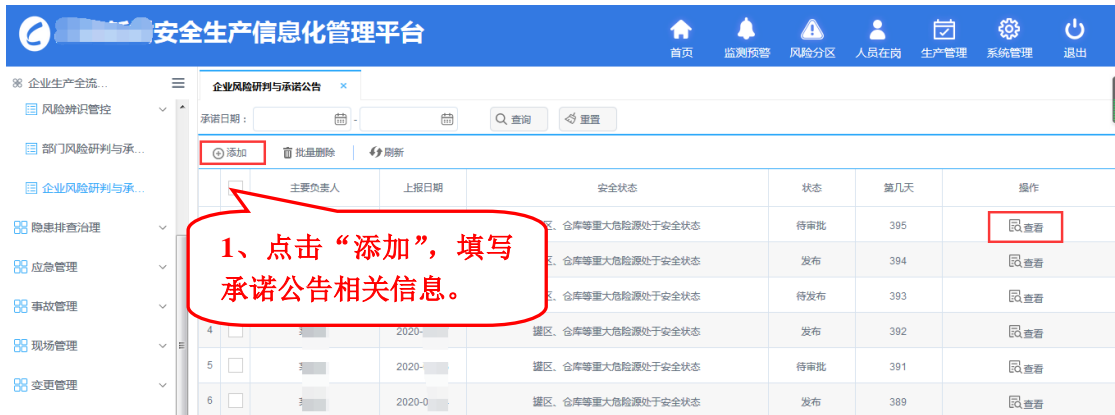 安全生产信息化管理平台
首页 监测预警 风险分区 人员在岗 生产管理 系统管理 退出
企业生产全流...
企业风险研判与承诺公告 ×
风险辨识管控
承诺日期： - 查询 重置
部门风险研判与承...
添加 批量删除 刷新
企业风险研判与承...
主要负责人 上报日期 安全状态 状态 第几天 操作
隐患排查治理
区、仓库等重大危险源处于安全状态 待审批 395 查看
1、点击“添加”，填写
承诺公告相关信息。
应急管理
区、仓库等重大危险源处于安全状态 发布 394 查看
事故管理
区、仓库等重大危险源处于安全状态 待发布 393 查看
4 2020- 罐区、仓库等重大危险源处于安全状态 发布 392 查看
现场管理
5 2020- 罐区、仓库等重大危险源处于安全状态 待审批 391 查看
变更管理
6 2020-0 罐区、仓库等重大危险源处于安全状态 发布 389 查看